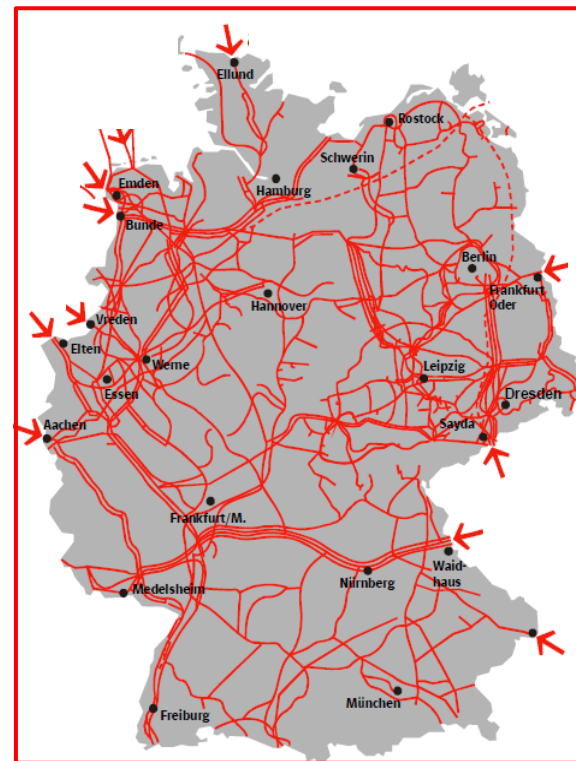 Ellund
Rostock
Schwerin
Hamburg
Emden
Bunde
Berlin
Frankfurt
Oder
Hannover
Vreden
Elten
Werne
Essen
Leipzig
Dresden
Aachen
Sayda
Frankfurt/M.
Waid-
haus
Nürnberg
Medelsheim
München
Freiburg